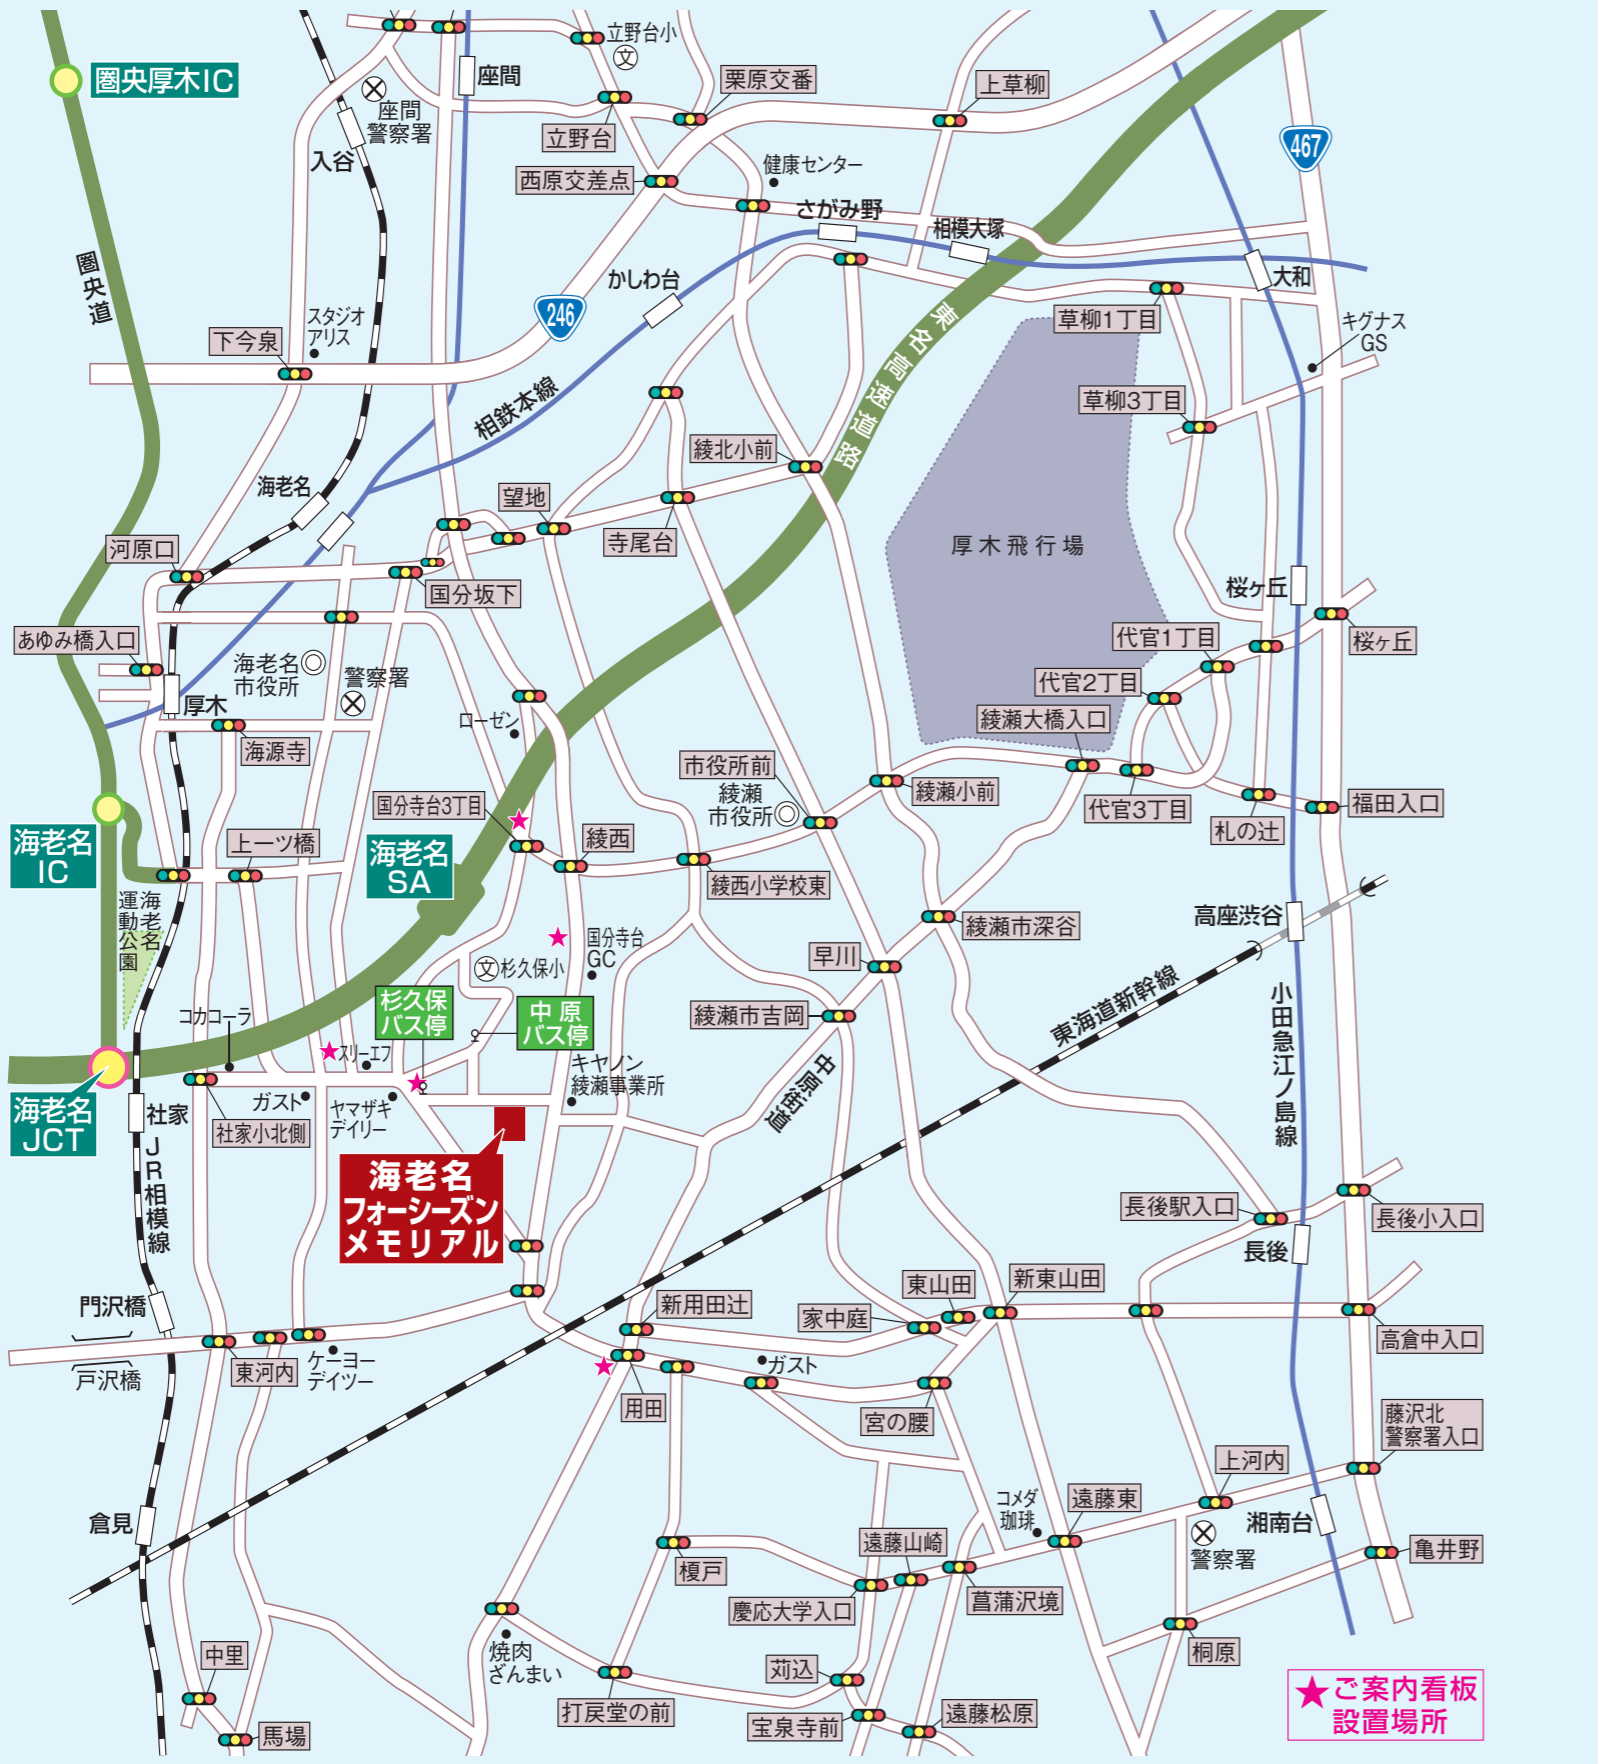 立野台小
文
圏央厚木IC
座間
栗原交番
上草柳
座間
警察署
立野台
467
入谷
西原交差点
健康センター
さがみ野
相模大塚
圏央道
かしわ台
大和
スタジオ
アリス
246
東名高速道路
草柳1丁目
キグナス
GS
下今泉
相鉄本線
草柳3丁目
綾北小前
海老名
望地
寺尾台
厚木飛行場
河原口
国分坂下
桜ヶ丘
あゆみ橋入口
代官1丁目
桜ヶ丘
海老名
市役所
警察署
代官2丁目
厚木
ローゼン
綾瀬大橋入口
海源寺
市役所前
綾瀬
市役所
綾瀬小前
国分寺台3丁目
代官3丁目
福田入口
札の辻
海老名
IC
上一ツ橋
海老名
SA
綾西
綾西小学校東
海老名
運動公園
国分寺台
GC
綾瀬市深谷
高座渋谷
早川
文
杉久保小
杉久保
バス停
中原
バス停
綾瀬市吉岡
東海道新幹線
小田急江ノ島線
コカコーラ
スリーエフ
キヤノン
綾瀬事業所
中原街道
海老名
JCT
社家
ガスト
ヤマザキ
デイリー
社家小北側
JR相模線
海老名
フォーシーズン
メモリアル
長後駅入口
長後小入口
長後
門沢橋
東山田
新東山田
新用田辻
家中庭
高倉中入口
戸沢橋
東河内
ケーヨー
デイツー
ガスト
用田
宮の腰
藤沢北
警察署入口
上河内
コメダ
珈琲
遠藤東
倉見
湘南台
警察署
遠藤山崎
亀井野
榎戸
慶応大学入口
菖蒲沢境
桐原
中里
焼肉
ざんまい
苅込
打戻堂の前
宝泉寺前
遠藤松原
馬場
★ご案内看板
設置場所